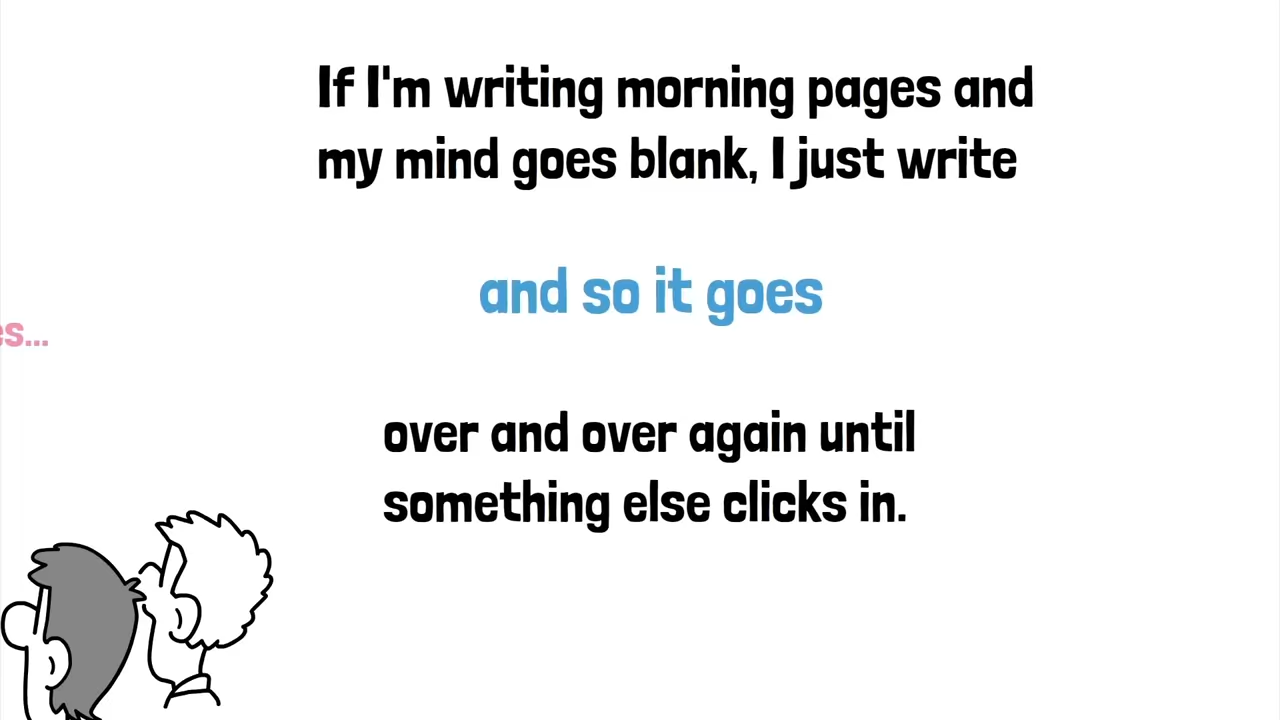 If I'm writing morning pages and
my mind goes blank, I just write
and so it goes
es...
over and over again until
something else clicks in.